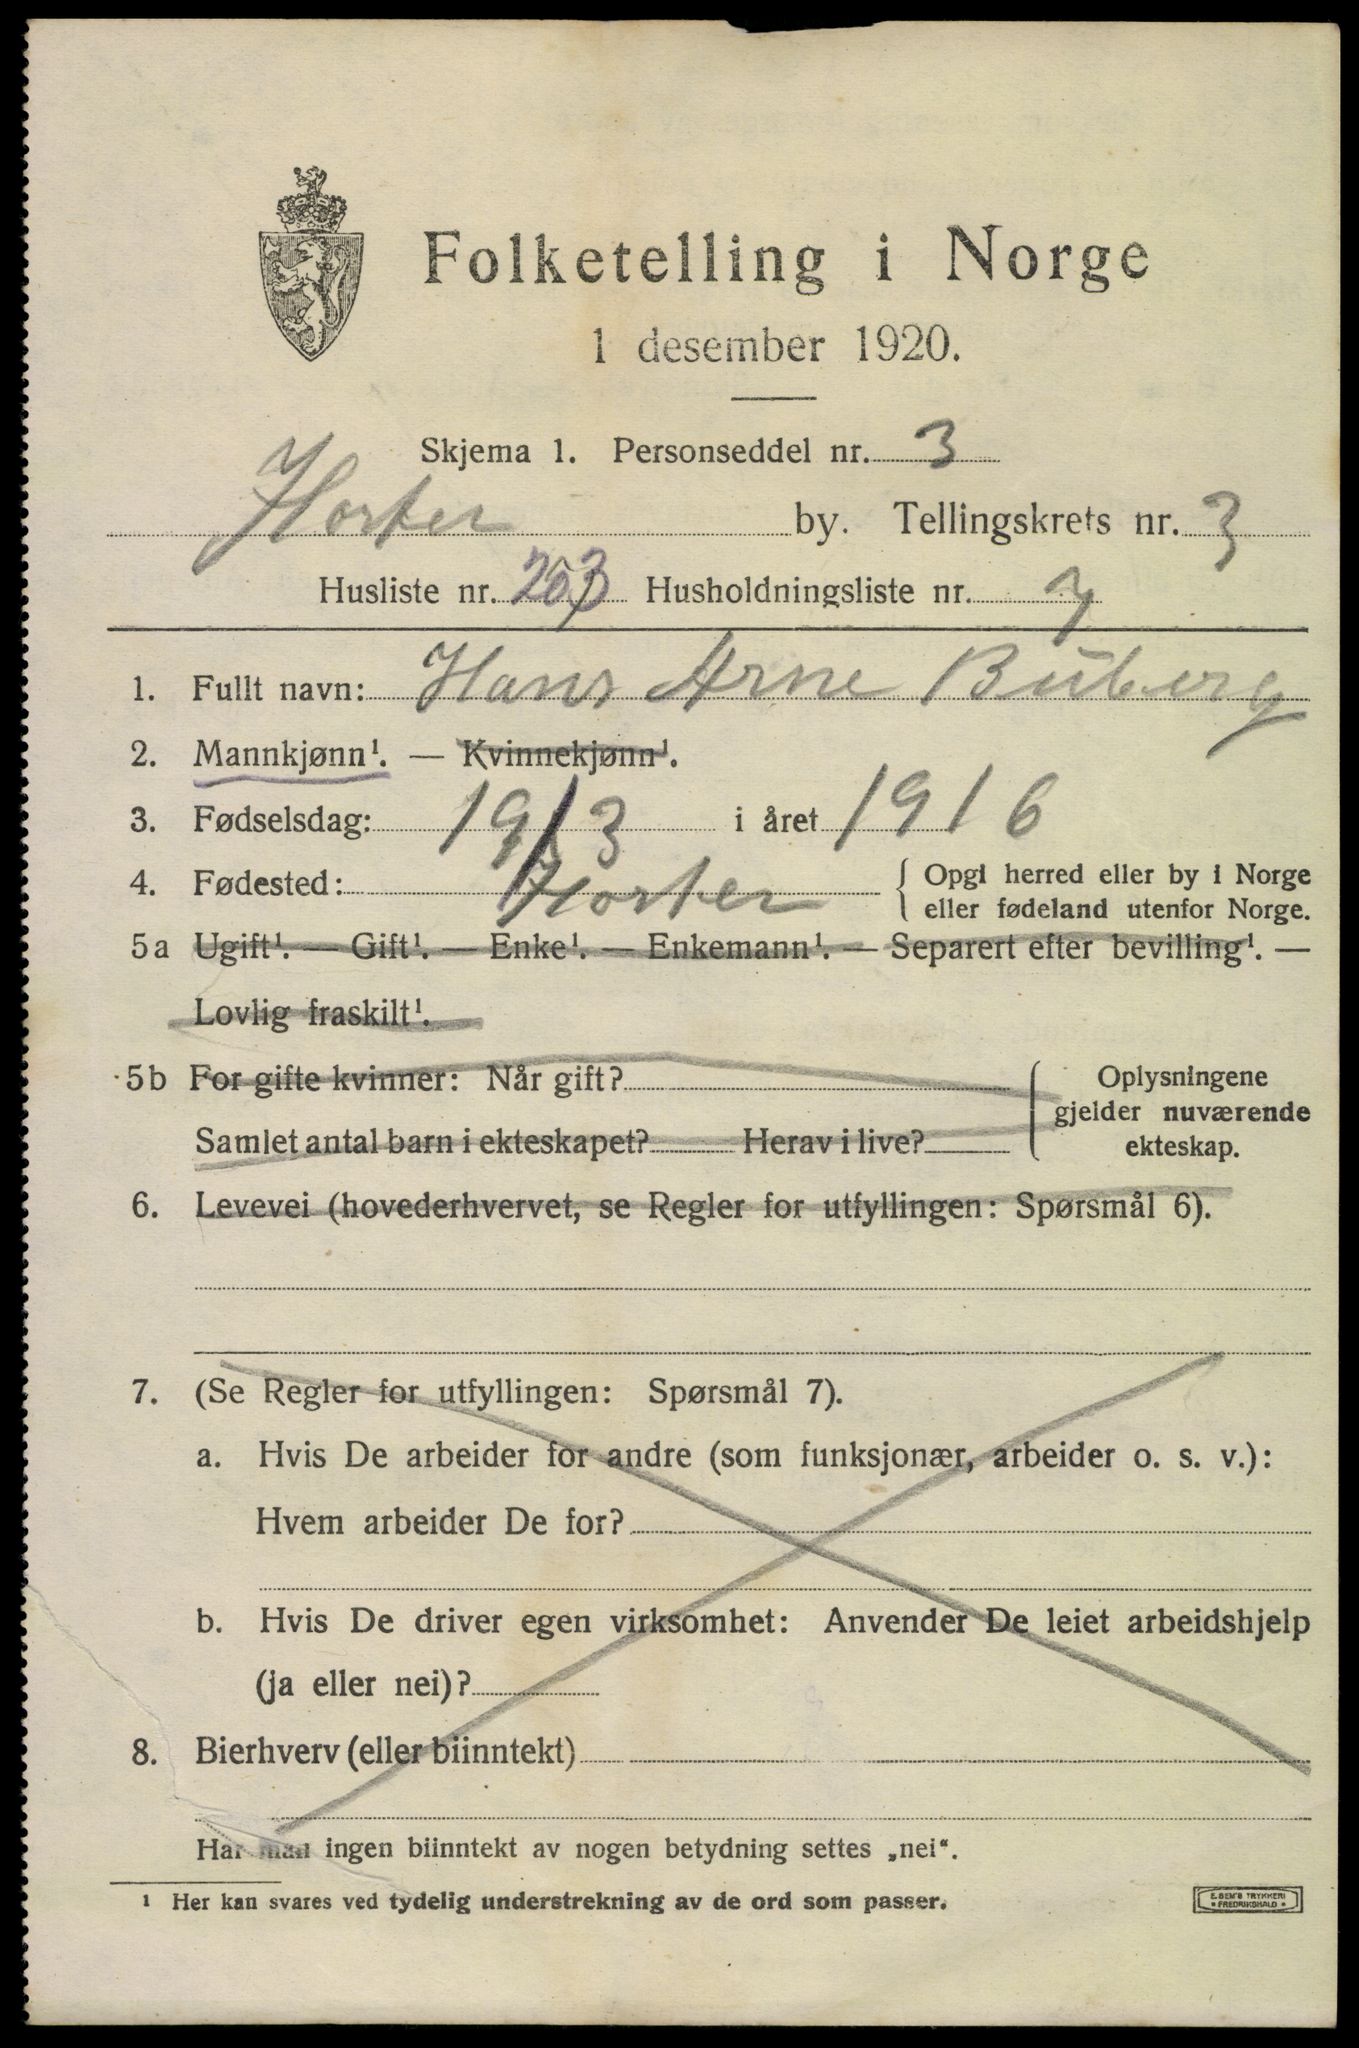 Folketelling i Norge
1 desember 1920.
Skjema 1. Personseddel nr. 3
Horten by. Tellingskrets nr. 3
Husliste nr. 203 Husholdningsliste nr.
1. Fullt navn: Hans Arne Buberg
2. Mannkjønn¹. — Kvinnekjønn¹.
3. Fødselsdag: 19/3 i året 1916
4. Fødested: Horten { Opgi herred eller by i Norge
eller fødeland utenfor Norge.
5a Ugift¹. — Gift¹. — Enke¹. — Enkemann¹. — Separert efter bevilling¹. —
Lovlig fraskilt¹.
5b For gifte kvinner: Når gift?
Samlet antal barn i ekteskapet? Herav i live?
Oplysningene
gjelder nuværende
ekteskap.
6. Levevei (hovederhvervet, se Regler for utfyllingen: Spørsmål 6).
7. (Se Regler for utfyllingen: Spørsmål 7).
a. Hvis De arbeider for andre (som funksjonær, arbeider o. s. v.):
Hvem arbeider De for?
b. Hvis De driver egen virksomhet: Anvender De leiet arbeidshjelp
(ja eller nei)?
8. Bierhverv (eller biinntekt)
Har man ingen biinntekt av nogen betydning settes „nei“.
¹ Her kan svares ved tydelig understrekning av de ord som passer.
E. SEM'S TRYKKERI
* FREDRIKSHALD *